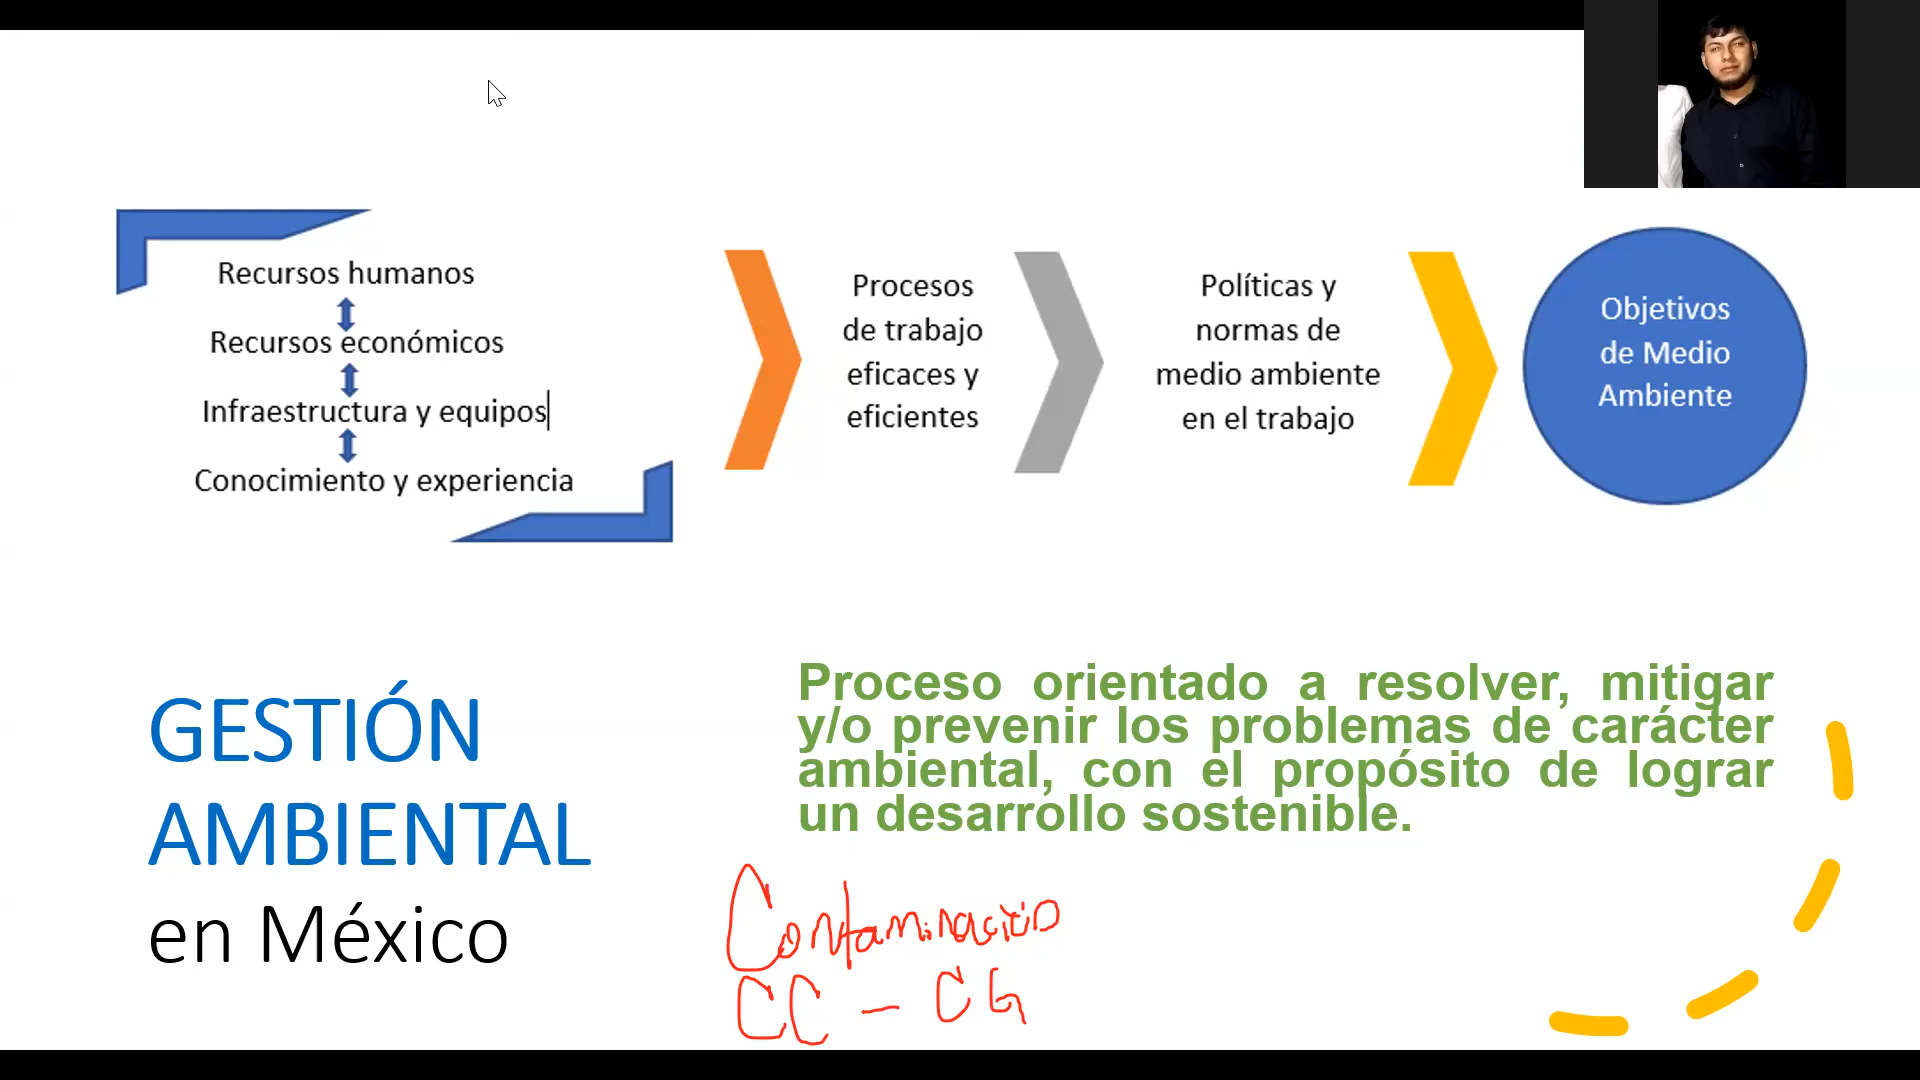 Recursos humanos
Recursos económicos
Infraestructura y equipos
Conocimiento y experiencia
Procesos
de trabajo
eficaces y
eficientes
Políticas y
normas de
medio ambiente
en el trabajo
Objetivos
de Medio
Ambiente
GESTIÓN
AMBIENTAL
en México
Proceso orientado a resolver, mitigar
y/o prevenir los problemas de carácter
ambiental, con el propósito de lograr
un desarrollo sostenible.
CC - CG